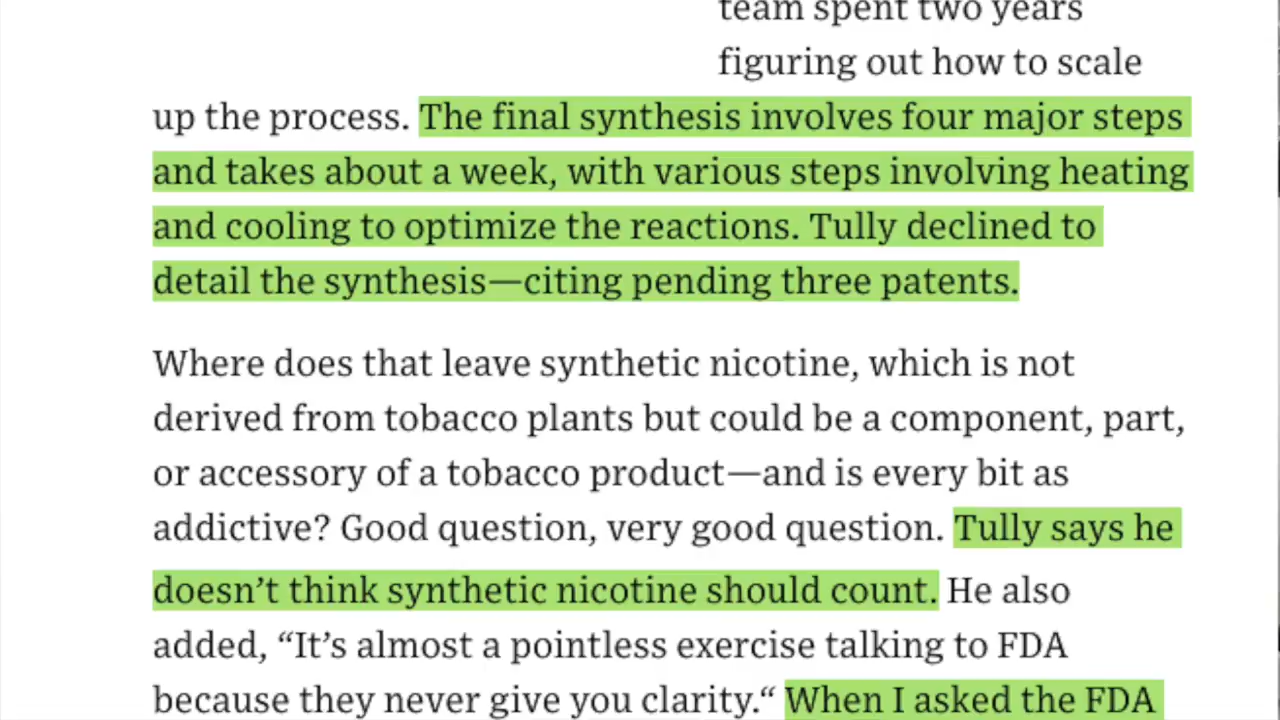 team spent two years
figuring out how to scale
up the process. The final synthesis involves four major steps
and takes about a week, with various steps involving heating
and cooling to optimize the reactions. Tully declined to
detail the synthesis—citing pending three patents.
Where does that leave synthetic nicotine, which is not
derived from tobacco plants but could be a component, part,
or accessory of a tobacco product—and is every bit as
addictive? Good question, very good question. Tully says he
doesn’t think synthetic nicotine should count. He also
added, “It’s almost a pointless exercise talking to FDA
because they never give you clarity.“ When I asked the FDA